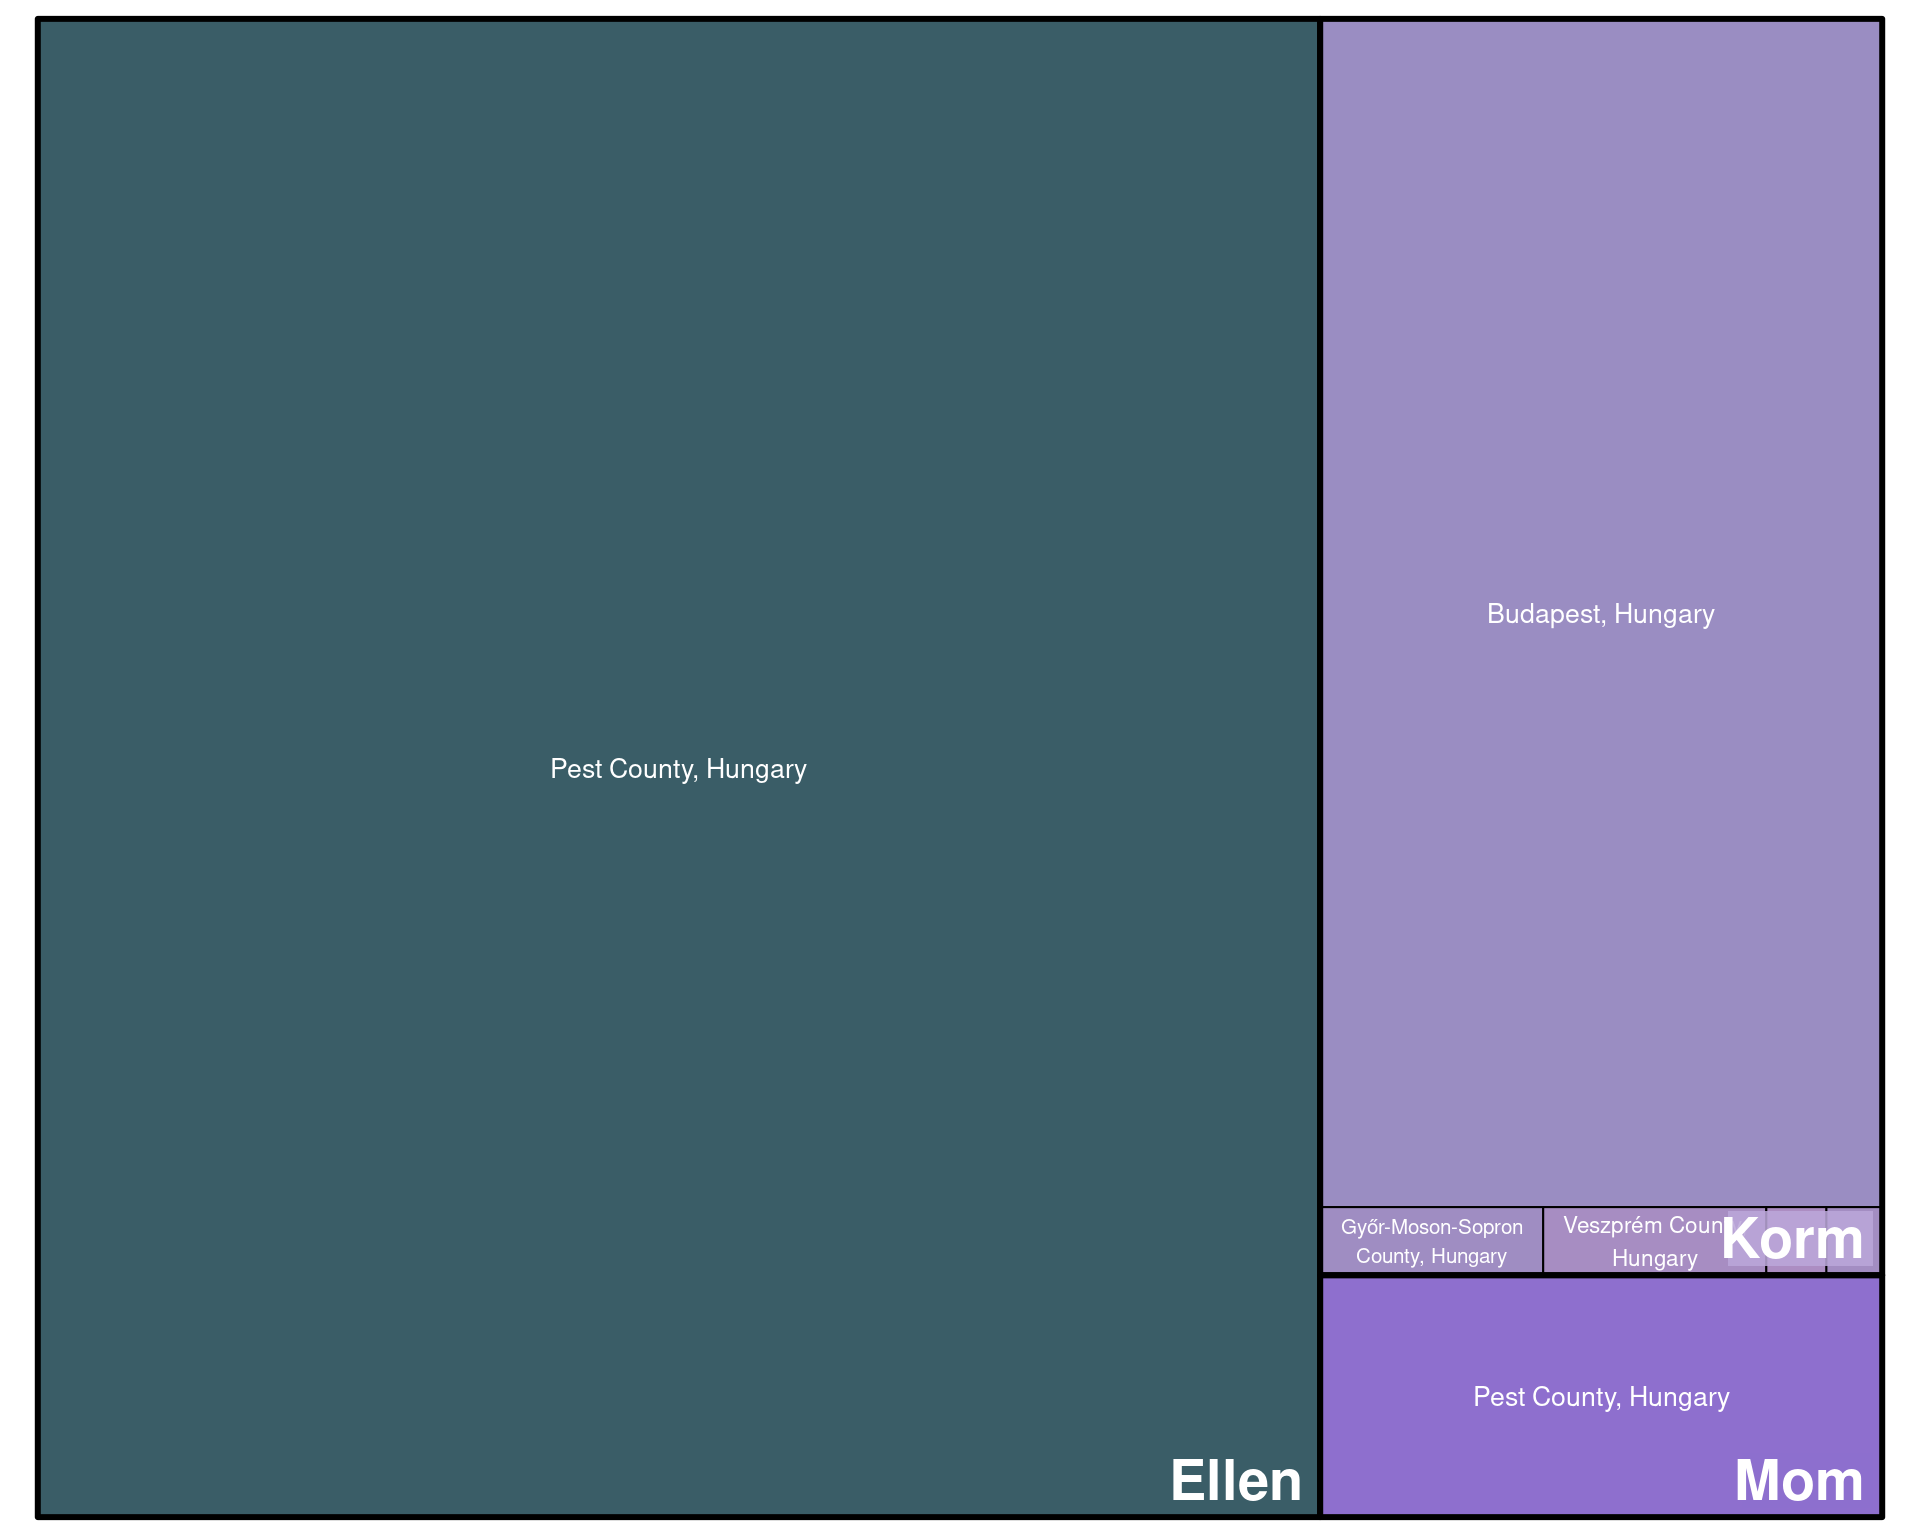 Pest County, Hungary
Ellen
Budapest, Hungary
Győr-Moson-Sopron
County, Hungary
Veszprém Coun
Hungary
Korm
Pest County, Hungary
Mom